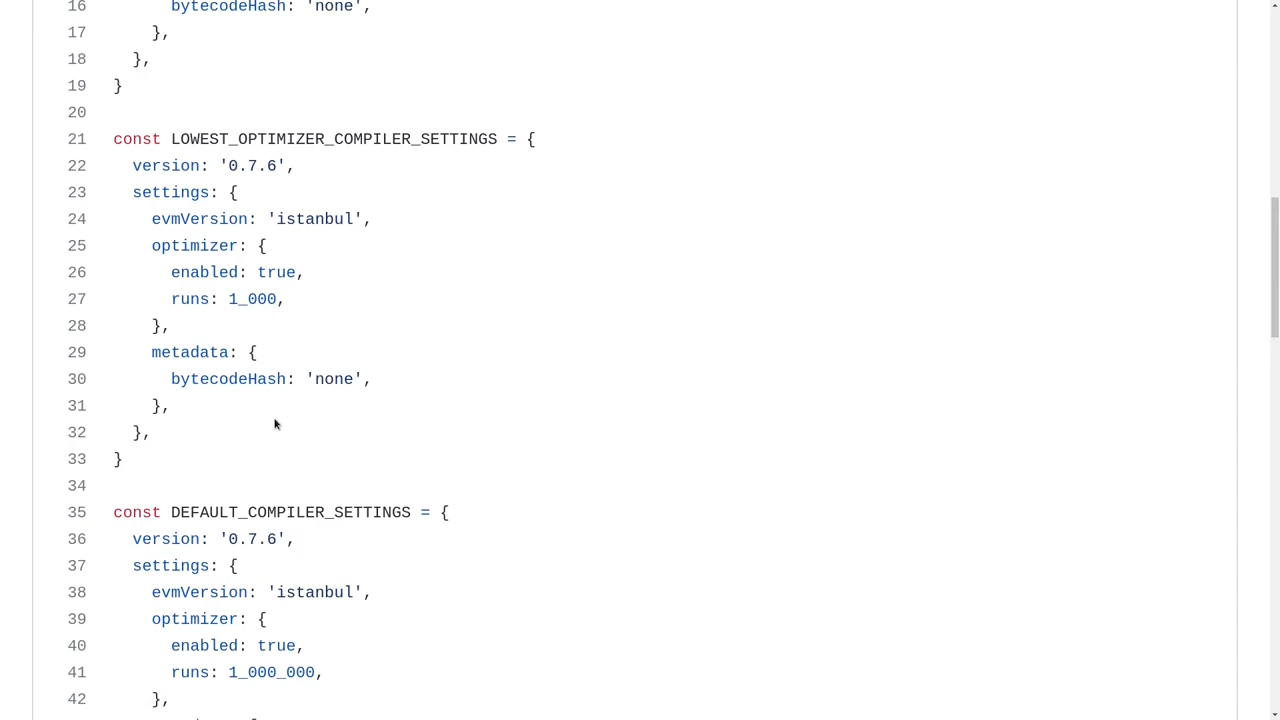 16 bytecodeHash: 'none',
17 },
18 },
19 }
20
21 const LOWEST_OPTIMIZER_COMPILER_SETTINGS = {
22 version: '0.7.6',
23 settings: {
24 evmVersion: 'istanbul',
25 optimizer: {
26 enabled: true,
27 runs: 1_000,
28 },
29 metadata: {
30 bytecodeHash: 'none',
31 },
32 },
33 }
34
35 const DEFAULT_COMPILER_SETTINGS = {
36 version: '0.7.6',
37 settings: {
38 evmVersion: 'istanbul',
39 optimizer: {
40 enabled: true,
41 runs: 1_000_000,
42 },